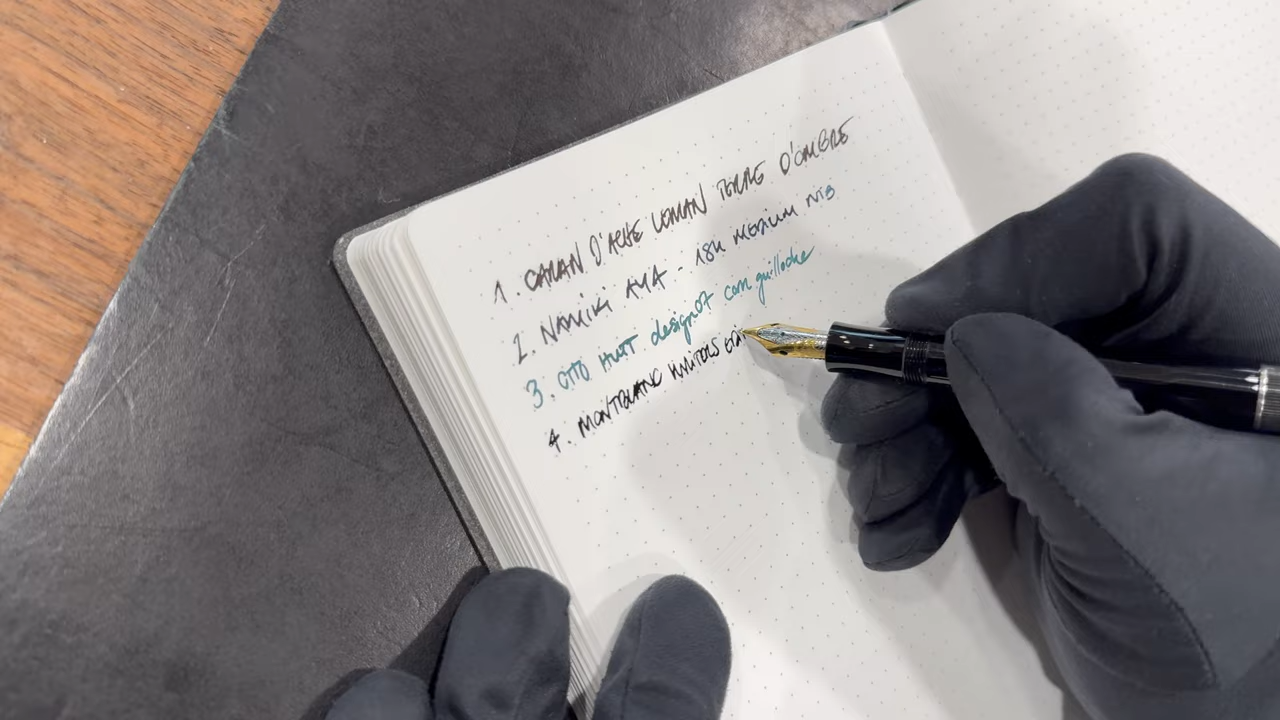 1. CARAN D'ACHE LEMAN TERRE D'OMBRE
2. NAMIKI AYA - 18K MEDIUM NIB
3. OTTO HUTT design07 com guilloche
4. MONTBLANC